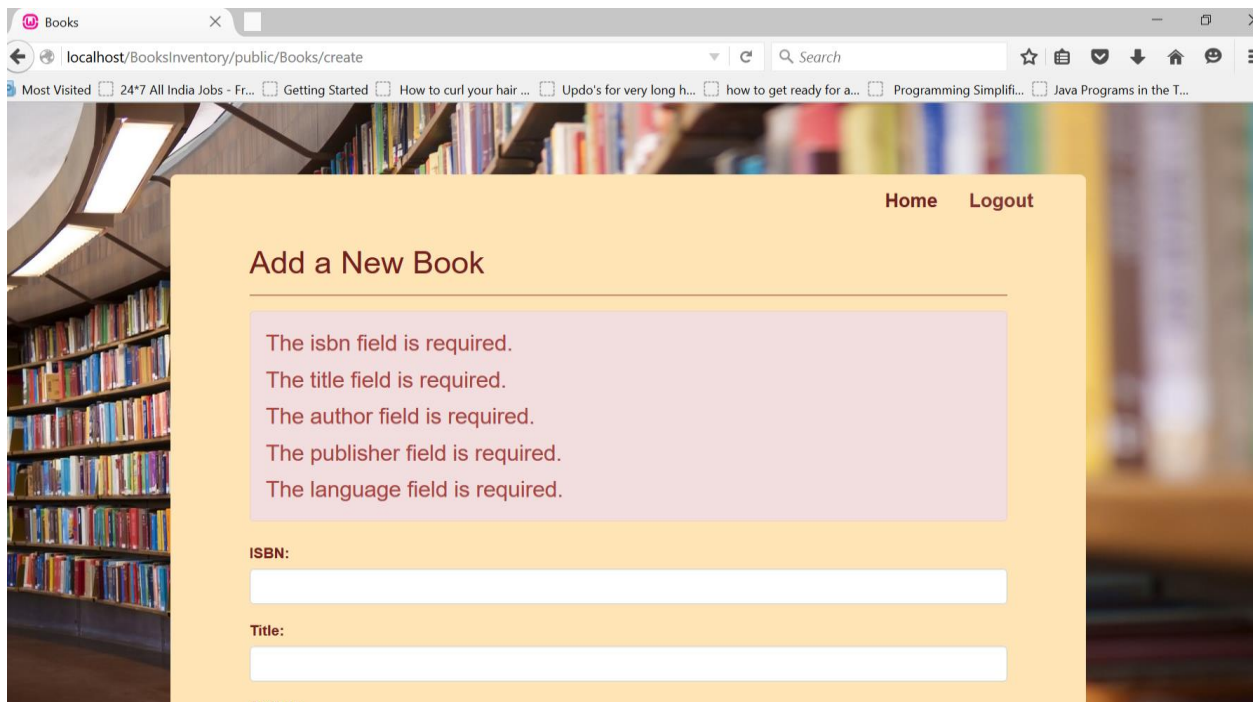 Books
localhost/BooksInventory/public/Books/create
Search
Most Visited 24*7 All India Jobs - Fr... Getting Started How to curl your hair ... Updo's for very long h... how to get ready for a... Programming Simplifi... Java Programs in the T...
Home Logout
Add a New Book
The isbn field is required.
The title field is required.
The author field is required.
The publisher field is required.
The language field is required.
ISBN:
Title: